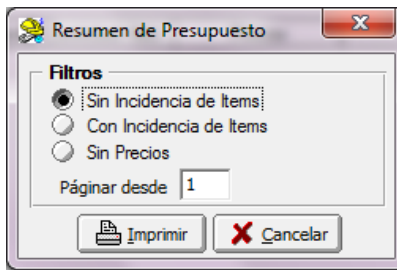 Resumen de Presupuesto
Filtros
Sin Incidencia de Items
Con Incidencia de Items
Sin Precios
Páginar desde 1
Imprimir Cancelar